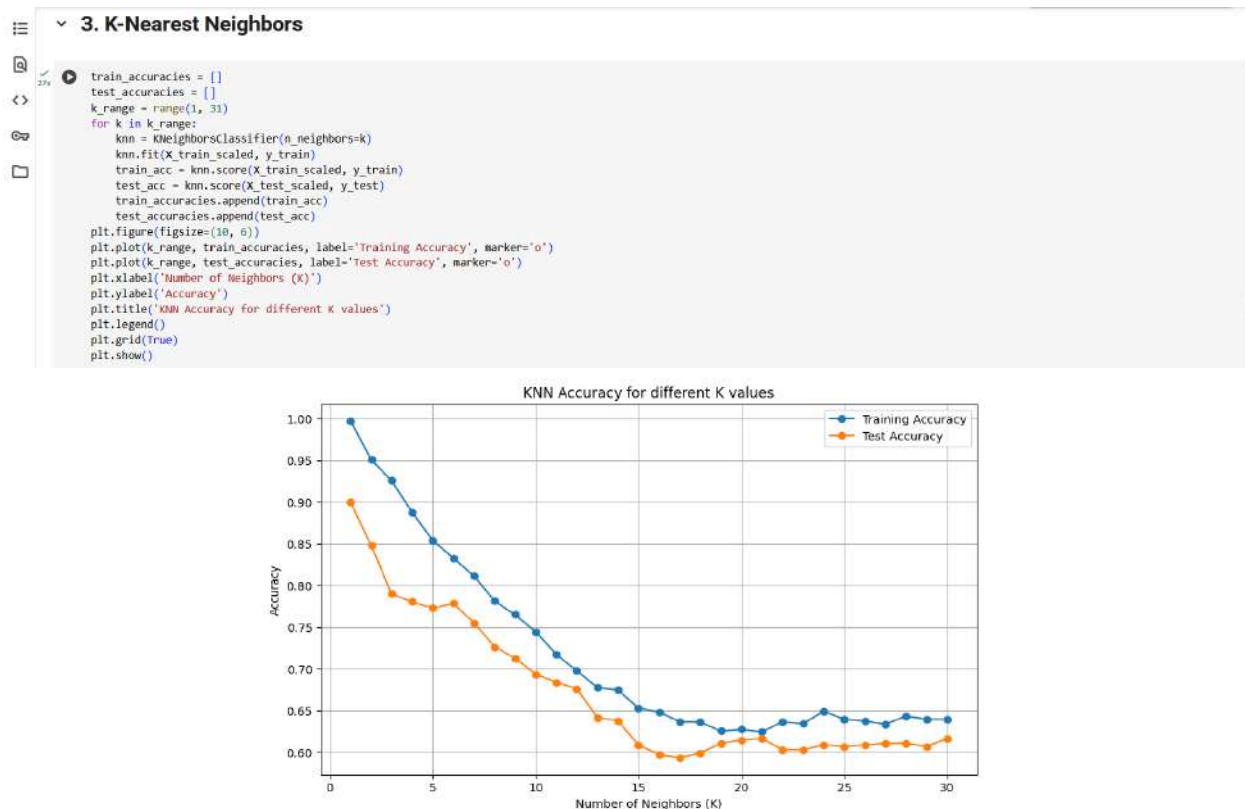 3. K-Nearest Neighbors
27s
train_accuracies = []
test_accuracies = []
k_range = range(1, 31)
for k in k_range:
    knn = KNeighborsClassifier(n_neighbors=k)
    knn.fit(X_train_scaled, y_train)
    train_acc = knn.score(X_train_scaled, y_train)
    test_acc = knn.score(X_test_scaled, y_test)
    train_accuracies.append(train_acc)
    test_accuracies.append(test_acc)
plt.figure(figsize=(10, 6))
plt.plot(k_range, train_accuracies, label='Training Accuracy', marker='o')
plt.plot(k_range, test_accuracies, label='Test Accuracy', marker='o')
plt.xlabel('Number of Neighbors (K)')
plt.ylabel('Accuracy')
plt.title('KNN Accuracy for different K values')
plt.legend()
plt.grid(True)
plt.show()
KNN Accuracy for different K values
Training Accuracy
Test Accuracy
Accuracy
1.00
0.95
0.90
0.85
0.80
0.75
0.70
0.65
0.60
0 5 10 15 20 25 30
Number of Neighbors (K)